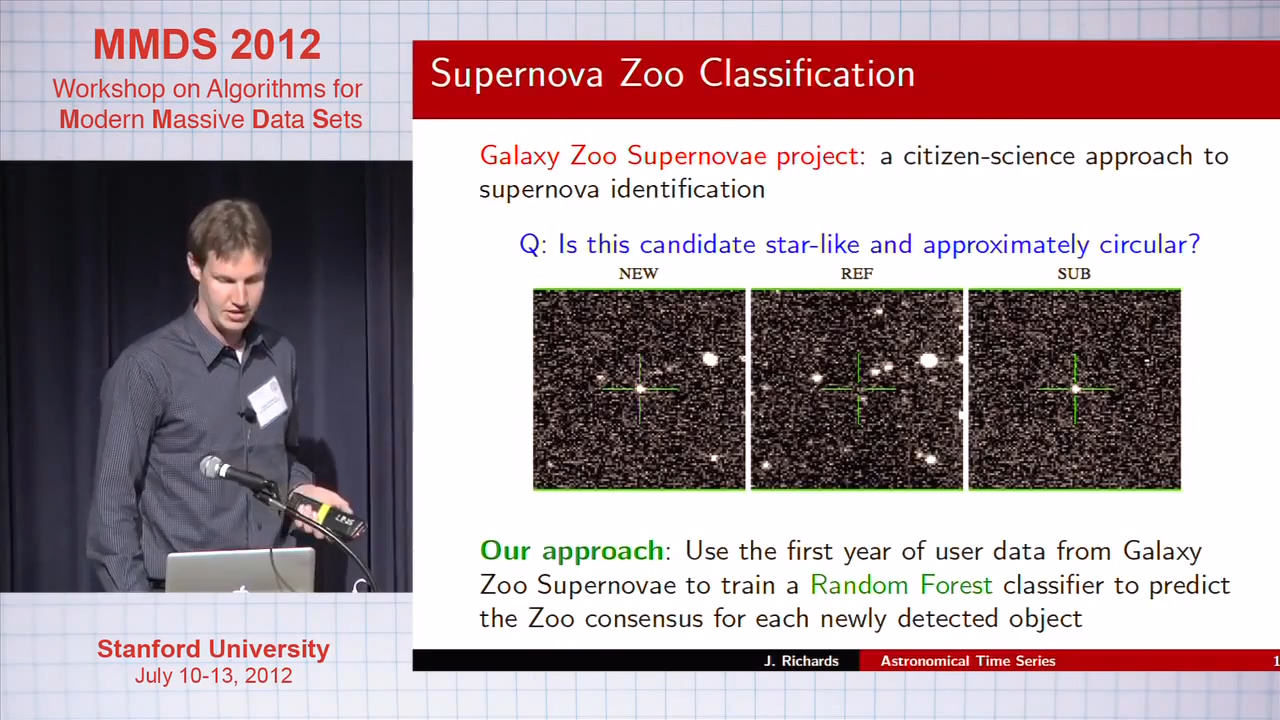 MMDS 2012
Workshop on Algorithms for
Modern Massive Data Sets
Supernova Zoo Classification
Galaxy Zoo Supernovae project: a citizen-science approach to
supernova identification
Q: Is this candidate star-like and approximately circular?
NEW
REF
SUB
Our approach: Use the first year of user data from Galaxy
Zoo Supernovae to train a Random Forest classifier to predict
the Zoo consensus for each newly detected object
J. Richards
Astronomical Time Series
Stanford University
July 10-13, 2012